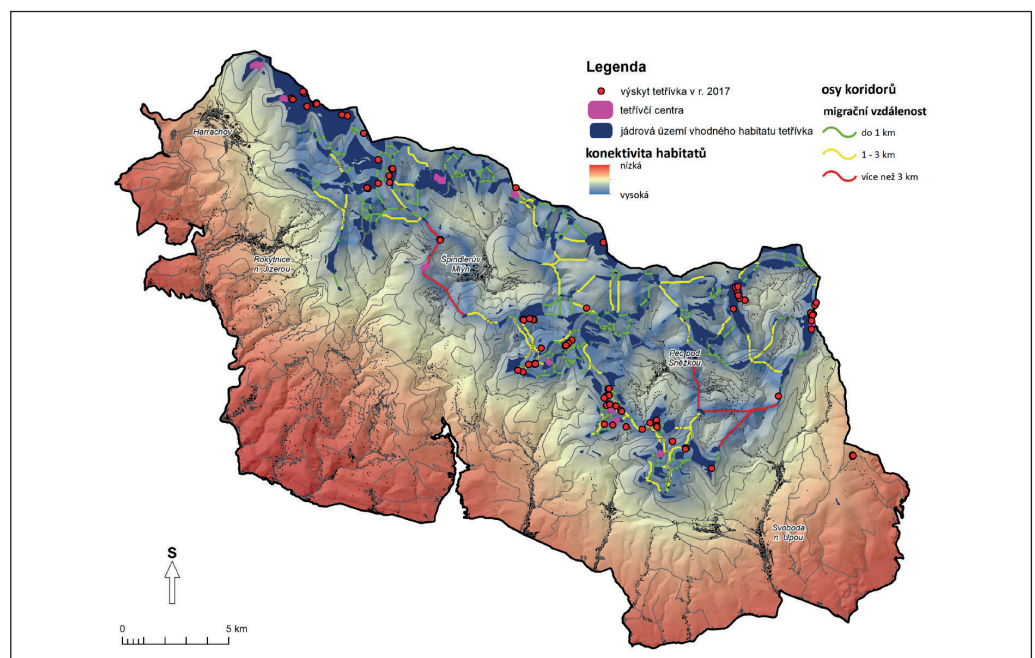 Legenda
výskyt tetřívka v r. 2017
tetřívčí centra
jádrová území vhodného habitatu tetřívka
konektivita habitatů
nízká
vysoká
osy koridorů
migrační vzdálenost
do 1 km
1 - 3 km
více než 3 km
Harrachov
Rokytnice
n. Jizerou
Špindlerův
Mlýn
Pec pod
Sněžkou
Svoboda
n. Úpou
S
0 5 km